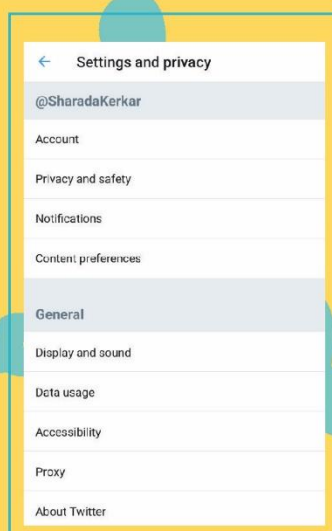 Settings and privacy
@SharadaKerkar
Account
Privacy and safety
Notifications
Content preferences
General
Display and sound
Data usage
Accessibility
Proxy
About Twitter